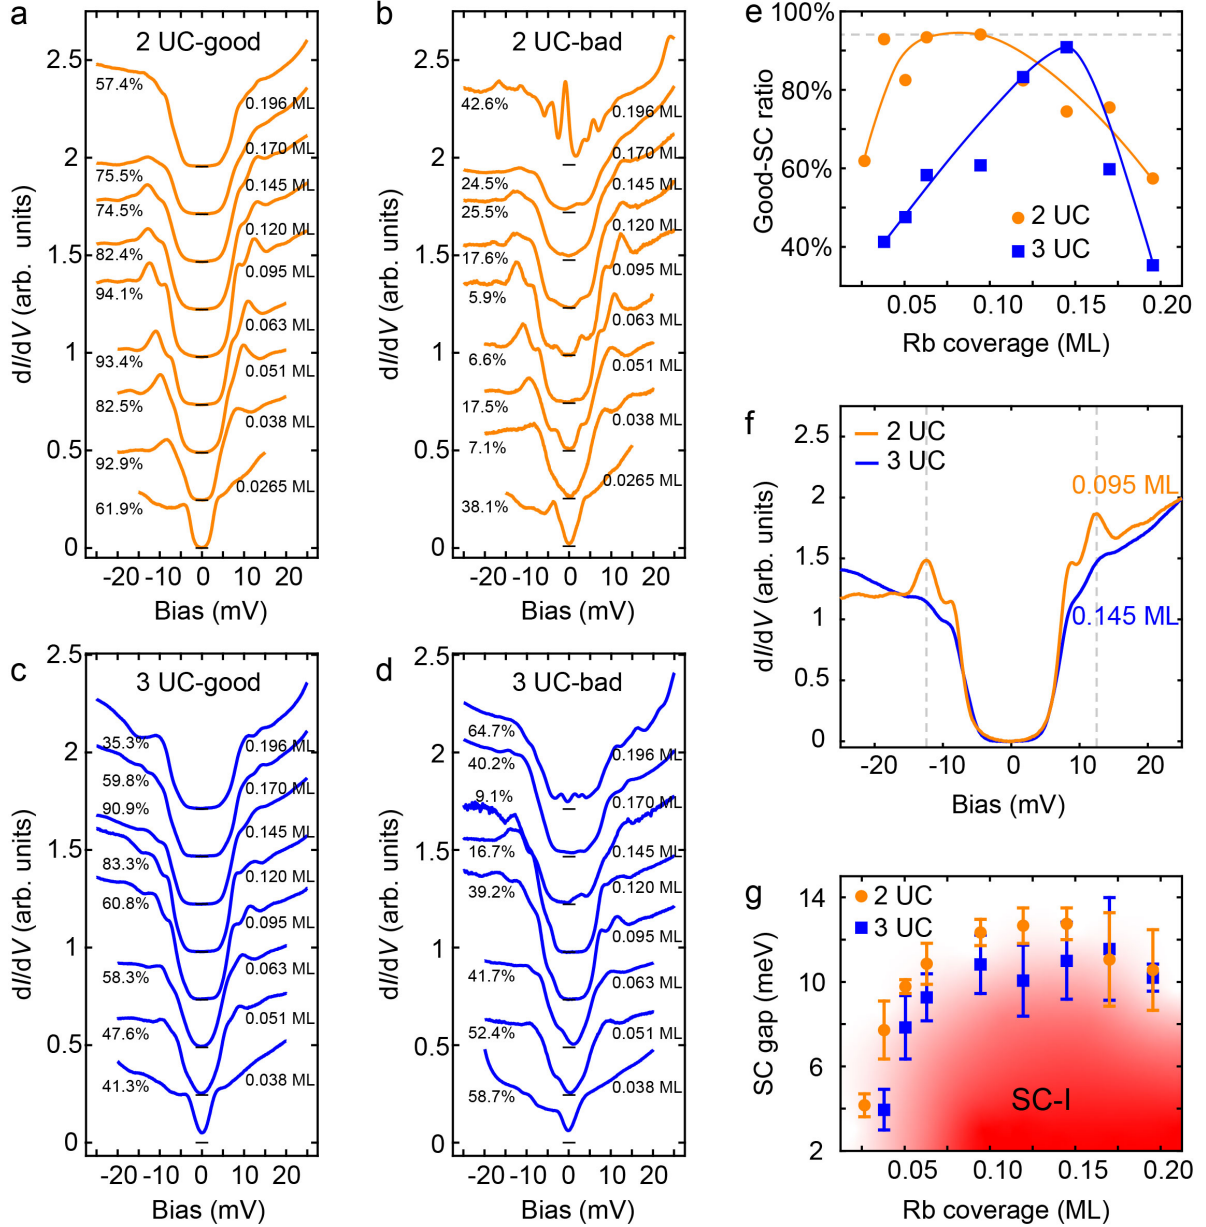 a
2 UC-good
dI/dV (arb. units)
2.5
2
1.5
1
0.5
0
57.4%
75.5%
74.5%
82.4%
94.1%
93.4%
82.5%
92.9%
61.9%
0.196 ML
0.170 ML
0.145 ML
0.120 ML
0.095 ML
0.063 ML
0.051 ML
0.038 ML
0.0265 ML
-20 -10 0 10 20
Bias (mV)
b
2 UC-bad
dI/dV (arb. units)
2.5
2
1.5
1
0.5
0
42.6%
24.5%
25.5%
17.6%
5.9%
6.6%
17.5%
7.1%
38.1%
0.196 ML
0.170 ML
0.145 ML
0.120 ML
0.095 ML
0.063 ML
0.051 ML
0.038 ML
0.0265 ML
-20 -10 0 10 20
Bias (mV)
c
3 UC-good
dI/dV (arb. units)
2.5
2
1.5
1
0.5
0
35.3%
59.8%
90.9%
83.3%
60.8%
58.3%
47.6%
41.3%
0.196 ML
0.170 ML
0.145 ML
0.120 ML
0.095 ML
0.063 ML
0.051 ML
0.038 ML
-20 -10 0 10 20
Bias (mV)
d
3 UC-bad
dI/dV (arb. units)
2.5
2
1.5
1
0.5
0
64.7%
40.2%
9.1%
16.7%
39.2%
41.7%
52.4%
58.7%
0.196 ML
0.170 ML
0.145 ML
0.120 ML
0.095 ML
0.063 ML
0.051 ML
0.038 ML
-20 -10 0 10 20
Bias (mV)
e
Good-SC ratio
100%
80%
60%
40%
2 UC
3 UC
0.05 0.10 0.15 0.20
Rb coverage (ML)
f
dI/dV (arb. units)
2.5
2
1.5
1
0.5
0
2 UC
3 UC
0.095 ML
0.145 ML
-20 -10 0 10 20
Bias (mV)
g
SC gap (meV)
14
10
6
2
2 UC
3 UC
SC-I
0.05 0.10 0.15 0.20
Rb coverage (ML)